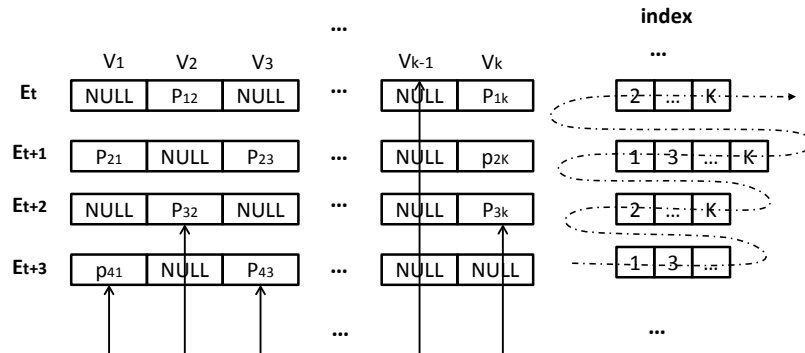 ... index
V1 V2 V3 Vk-1 Vk ...
Et NULL P12 NULL ... NULL P1k 2 ... K
Et+1 P21 NULL P23 ... NULL p2K 1 3 ... K
Et+2 NULL P32 NULL ... NULL P3k 2 ... K
Et+3 p41 NULL P43 ... NULL NULL 1 3 ...
... ...